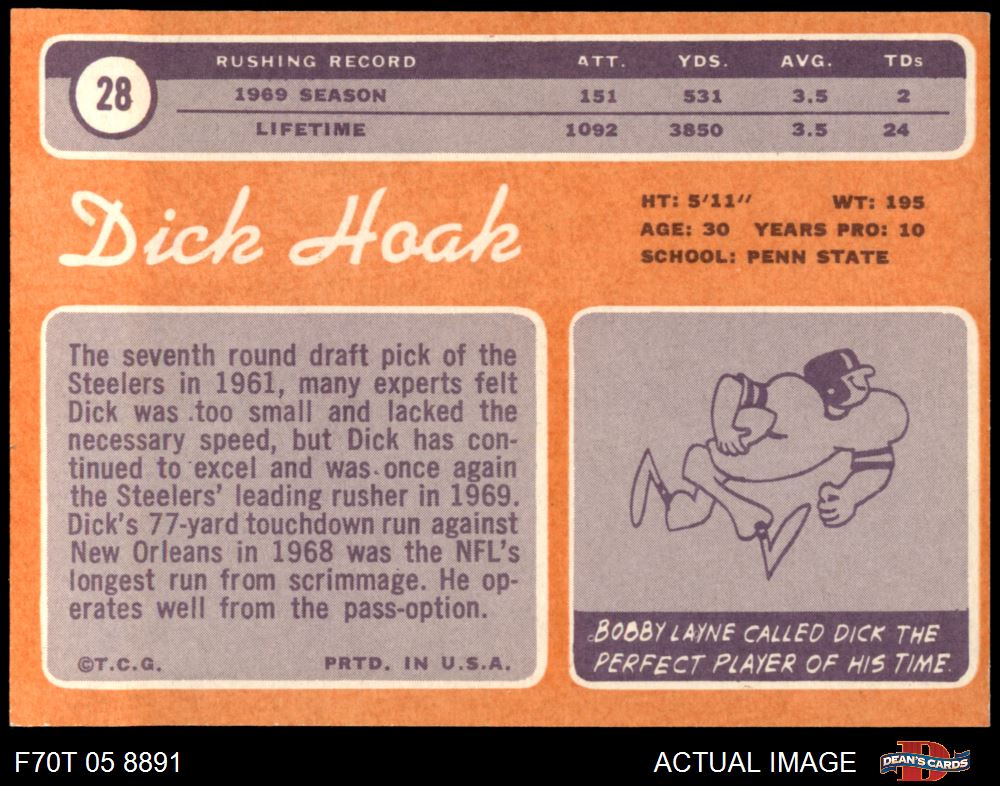 28
RUSHING RECORD ATT. YDS. AVG. TDs
1969 SEASON 151 531 3.5 2
LIFETIME 1092 3850 3.5 24
Dick Hoak
HT: 5'11" WT: 195
AGE: 30 YEARS PRO: 10
SCHOOL: PENN STATE
The seventh round draft pick of the
Steelers in 1961, many experts felt
Dick was too small and lacked the
necessary speed, but Dick has con-
tinued to excel and was once again
the Steelers' leading rusher in 1969.
Dick's 77-yard touchdown run against
New Orleans in 1968 was the NFL's
longest run from scrimmage. He op-
erates well from the pass-option.
©T.C.G. PRTD. IN U.S.A.
BOBBY LAYNE CALLED DICK THE
PERFECT PLAYER OF HIS TIME.
F70T 05 8891 ACTUAL IMAGE DEAN'S CARDS